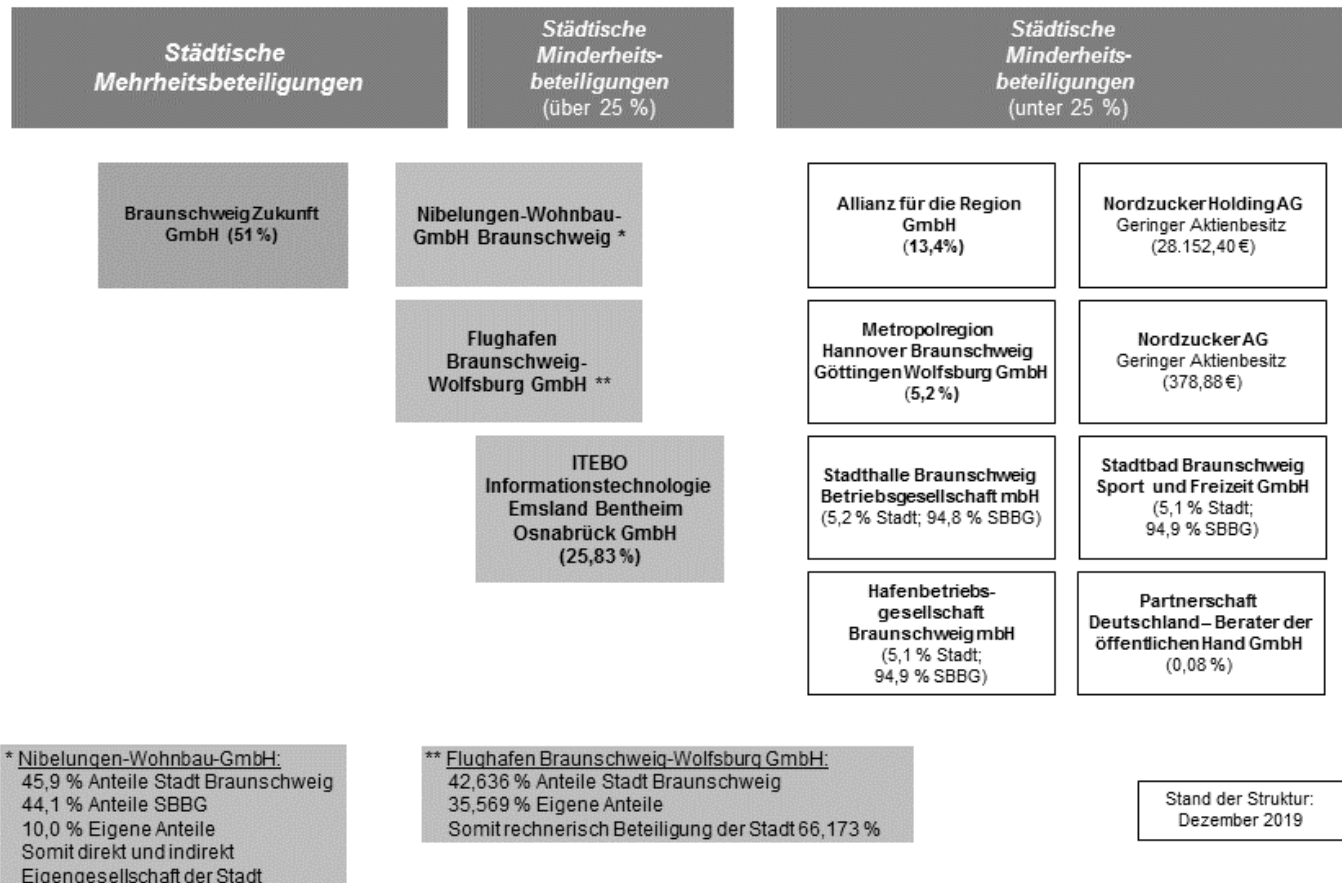 Städtische
Mehrheitsbeteiligungen
Städtische
Minderheits-
beteiligungen
(über 25 %)
Städtische
Minderheits-
beteiligungen
(unter 25 %)
Braunschweig Zukunft
GmbH (51 %)
Nibelungen-Wohnbau-
GmbH Braunschweig *
Flughafen
Braunschweig-
Wolfsburg GmbH **
ITEBO
Informationstechnologie
Emsland Bentheim
Osnabrück GmbH
(25,83 %)
Allianz für die Region
GmbH
(13,4%)
Nordzucker Holding AG
Geringer Aktienbesitz
(28.152,40 €)
Metropolregion
Hannover Braunschweig
Göttingen Wolfsburg GmbH
(5,2 %)
Nordzucker AG
Geringer Aktienbesitz
(378,88 €)
Stadthalle Braunschweig
Betriebsgesellschaft mbH
(5,2 % Stadt; 94,8 % SBBG)
Stadtbad Braunschweig
Sport und Freizeit GmbH
(5,1 % Stadt;
94,9 % SBBG)
Hafenbetriebs-
gesellschaft
Braunschweig mbH
(5,1 % Stadt;
94,9 % SBBG)
Partnerschaft
Deutschland – Berater der
öffentlichen Hand GmbH
(0,08 %)
* Nibelungen-Wohnbau-GmbH:
45,9 % Anteile Stadt Braunschweig
44,1 % Anteile SBBG
10,0 % Eigene Anteile
Somit direkt und indirekt
Eigengesellschaft der Stadt
** Flughafen Braunschweig-Wolfsburg GmbH:
42,636 % Anteile Stadt Braunschweig
35,569 % Eigene Anteile
Somit rechnerisch Beteiligung der Stadt 66,173 %
Stand der Struktur:
Dezember 2019